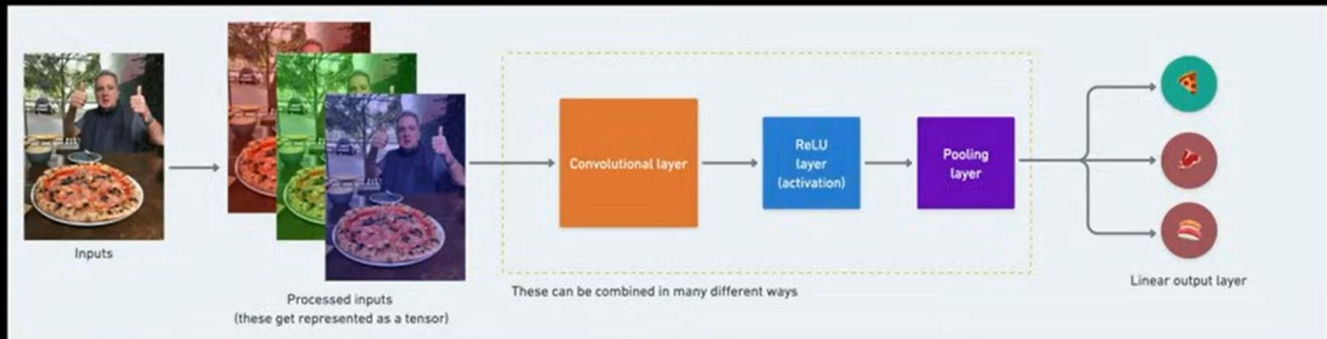 Inputs
Processed inputs
(these get represented as a tensor)
Convolutional layer
ReLU
layer
(activation)
Pooling
layer
These can be combined in many different ways
Linear output layer